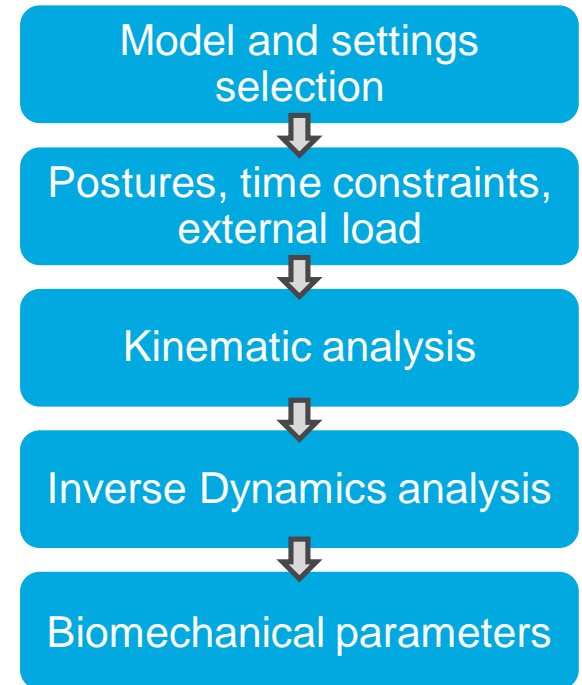 Model and settings
selection
Postures, time constraints,
external load
Kinematic analysis
Inverse Dynamics analysis
Biomechanical parameters